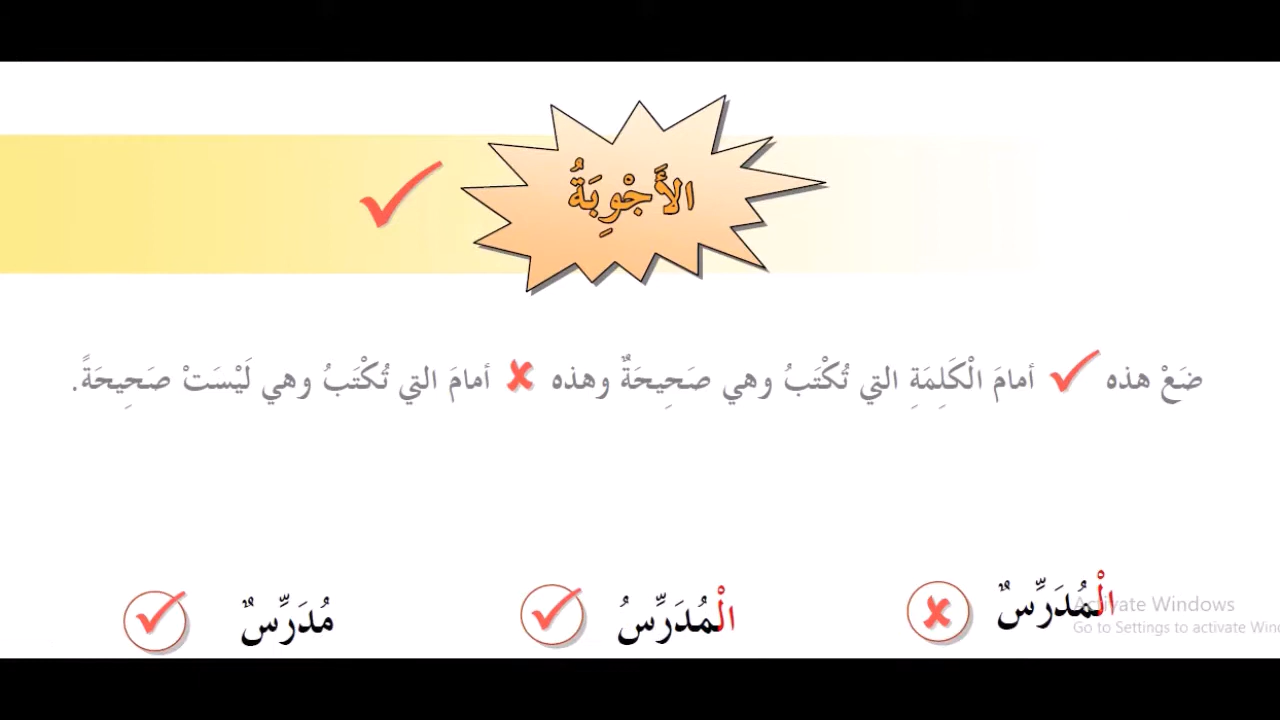 الأَجْوِبَةُ
ضَعْ هذه ✓ أمامَ الْكَلِمَةِ التي تُكْتَبُ وهي صَحِيحَةٌ وهذه ✗ أمامَ التي تُكْتَبُ وهي لَيْسَتْ صَحِيحَةً.
الْمُدَرِّسٌ الْمُدَرِّسُ مُدَرِّسٌ
Activate Windows
Go to Settings to activate Win